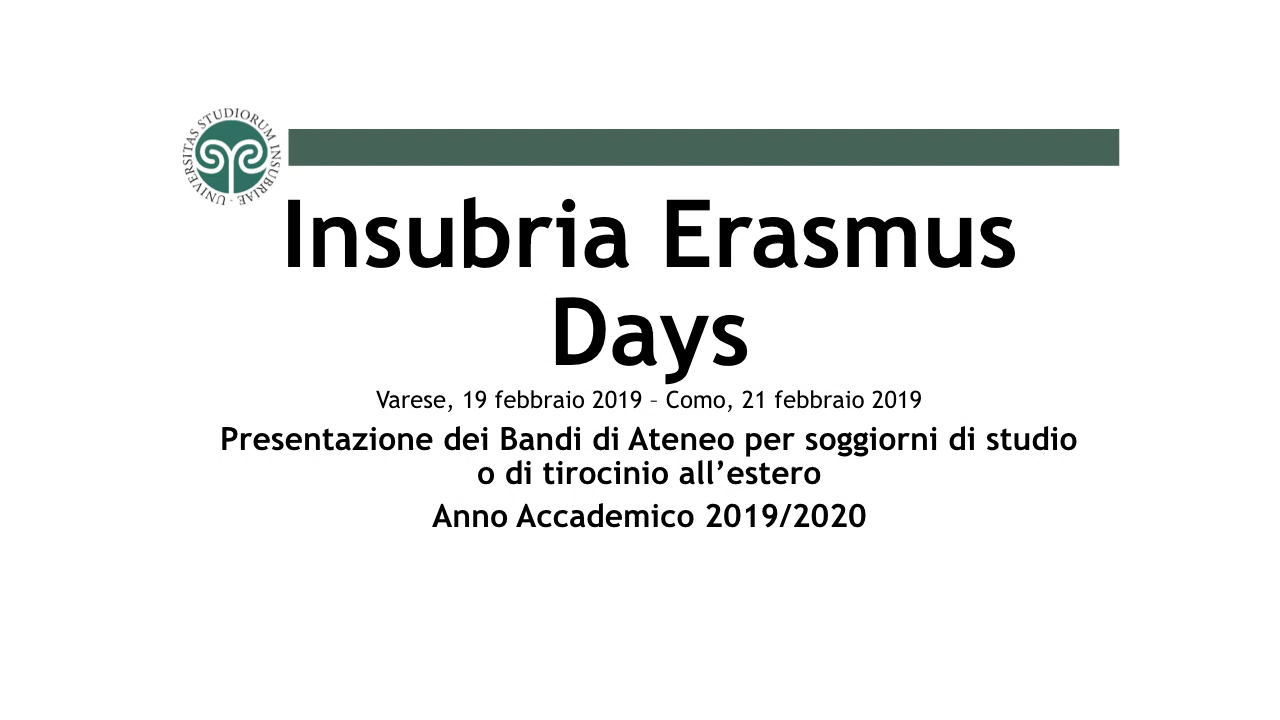 UNIVERSITAS STUDIORUM INSUBRIAE ·
Insubria Erasmus
Days
Varese, 19 febbraio 2019 – Como, 21 febbraio 2019
Presentazione dei Bandi di Ateneo per soggiorni di studio
o di tirocinio all’estero
Anno Accademico 2019/2020